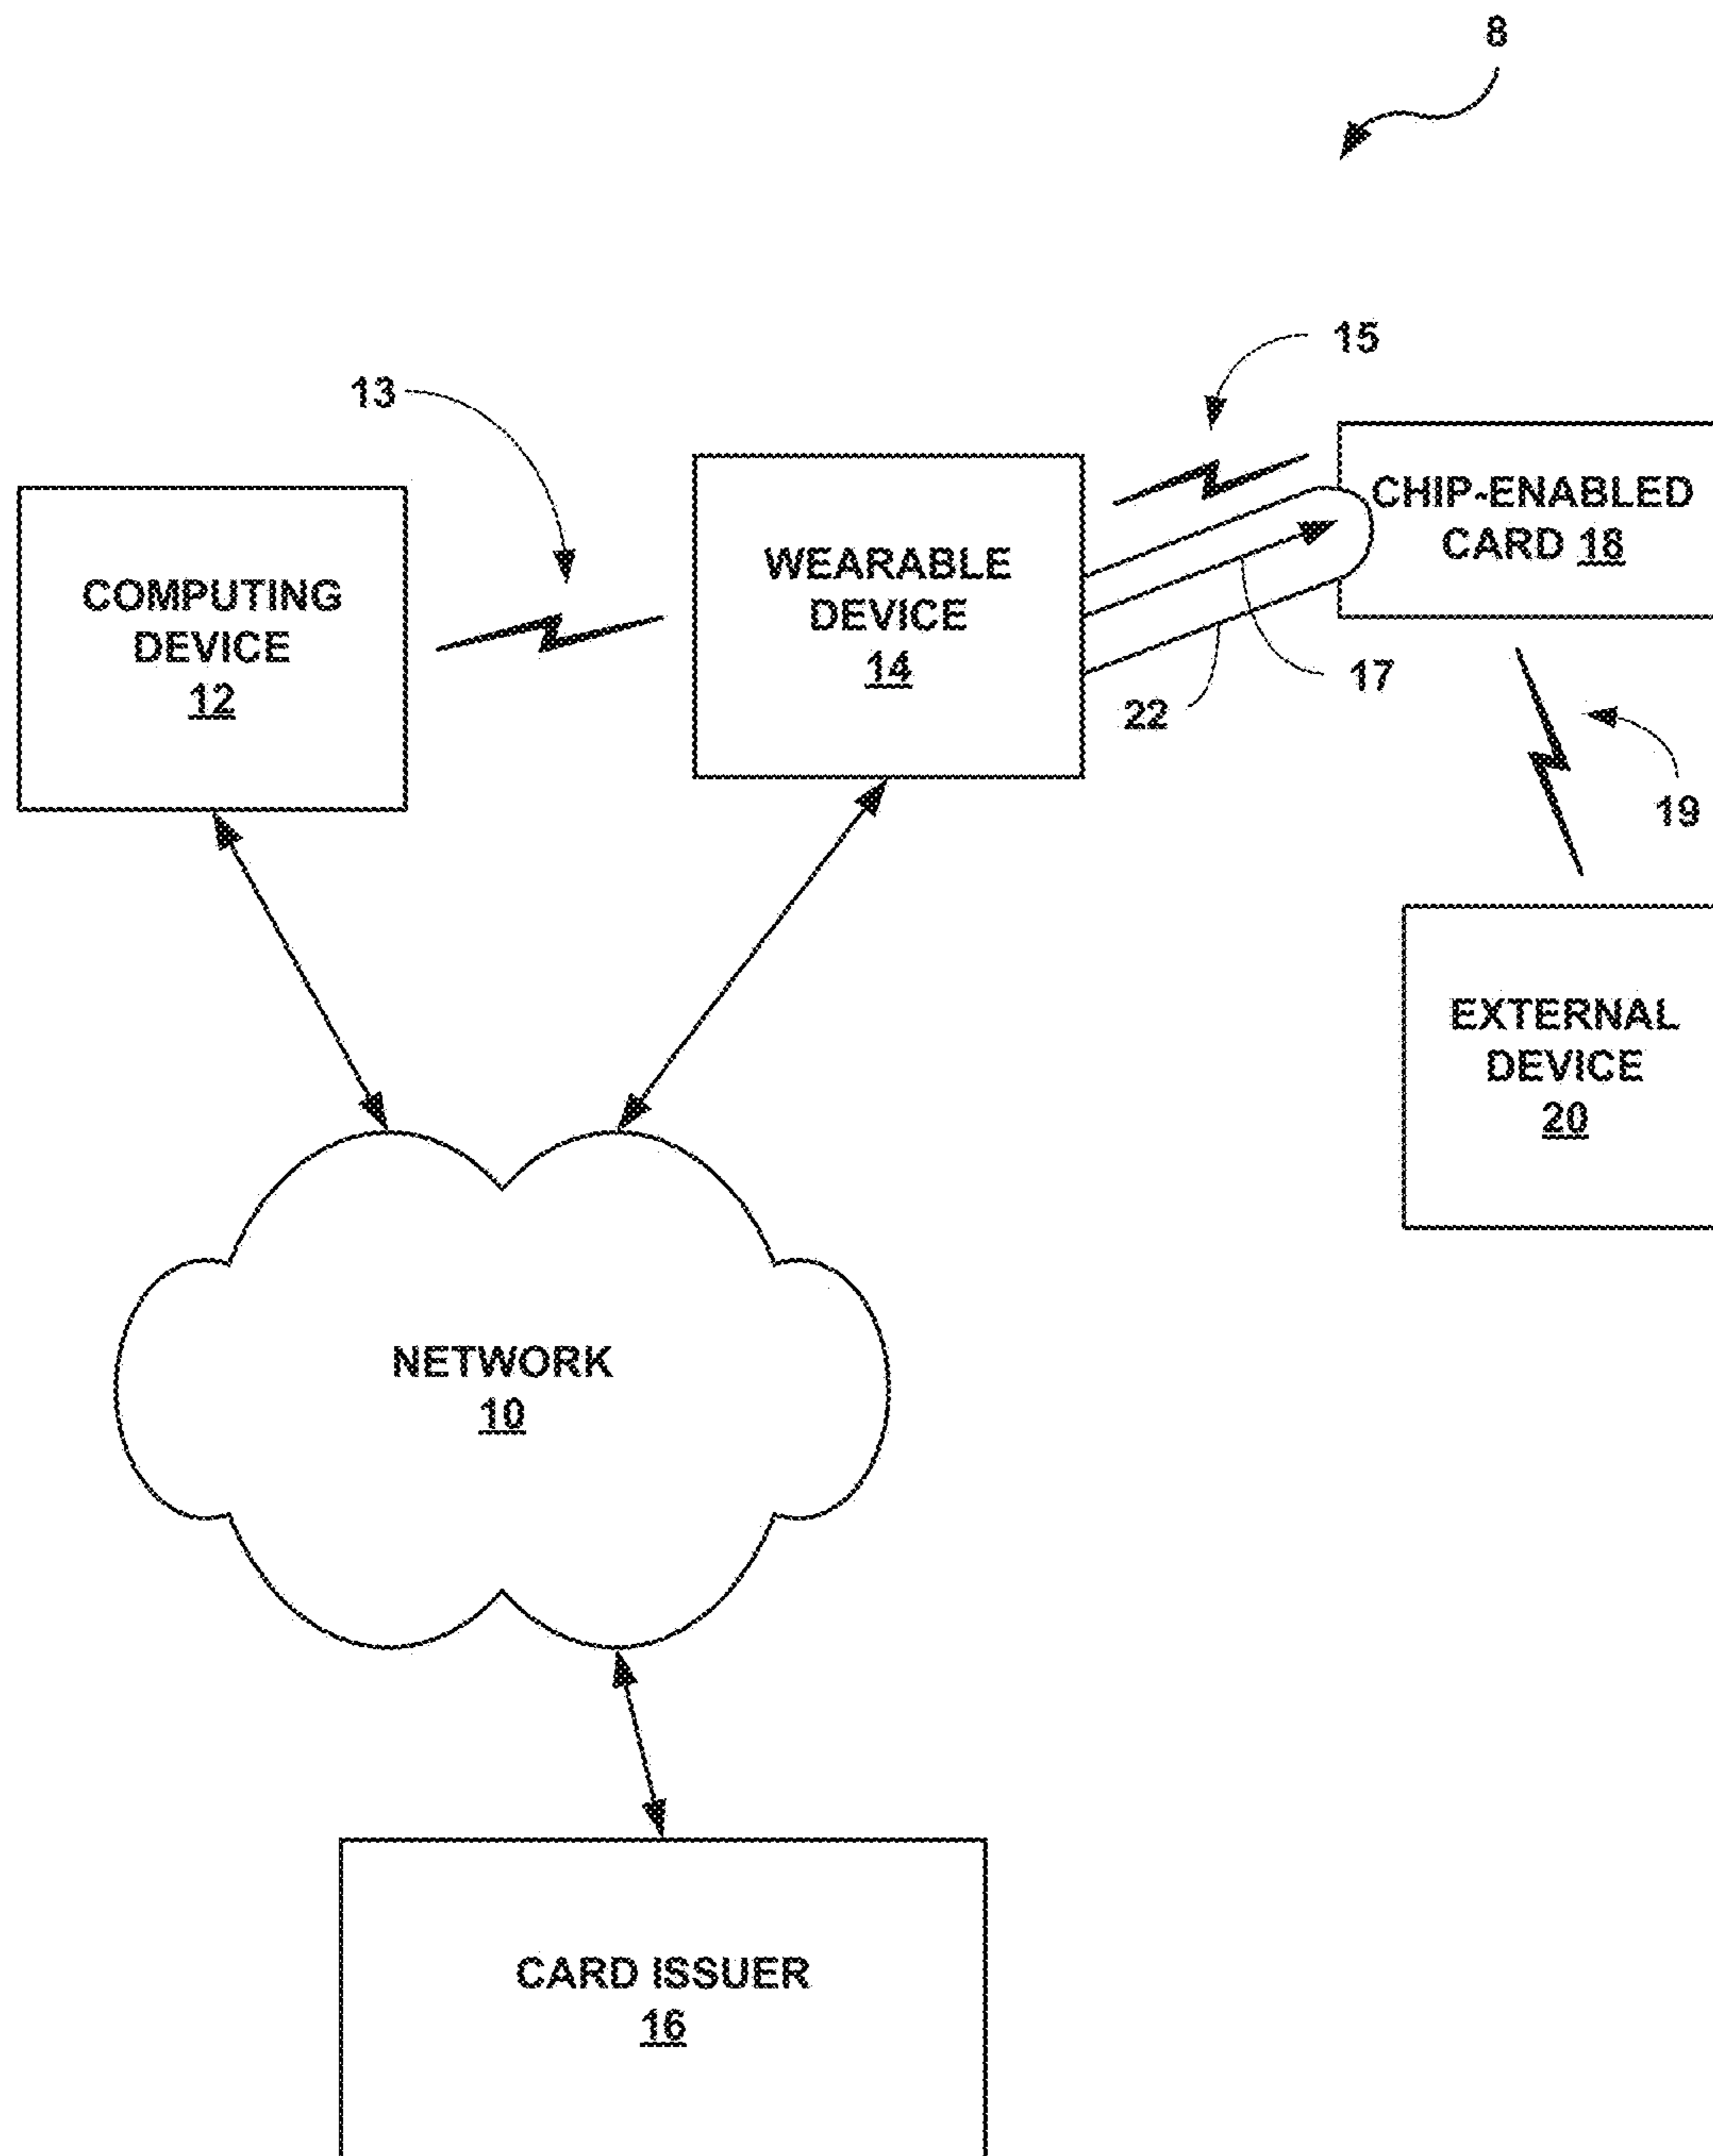 8
15
13
CHIP-ENABLED
CARD 18
WEARABLE
DEVICE
14
COMPUTING
DEVICE
12
17
22
19
EXTERNAL
DEVICE
20
NETWORK
10
CARD ISSUER
16